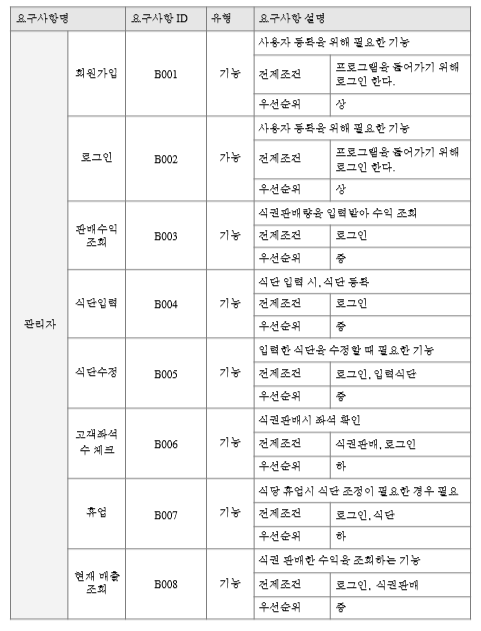 요구사항명 요구사항 ID 유형 요구사항 설명
관리자
회원가입 B001 기능
사용자 등록을 위해 필요한 기능
전제조건 프로그램을 들어가기 위해
로그인 한다.
우선순위 상
로그인 B002 가능
사용자 등록을 위해 필요한 기능
전제조건 프로그램을 들어가기 위해
로그인 한다.
우선순위 상
판배수익
조회 B003 기능
식권판배량을 입력받아 수익 조회
전제조건 로그인
우선순위 중
식단입력 B004 기능
식단 입력 시, 식단 등록
전제조건 로그인
우선순위 중
식단수정 B005 기능
입력한 식단을 수정할 때 필요한 기능
전제조건 로그인, 입력식단
우선순위 중
고객좌석
수 체크 B006 기능
식권판배시 좌석 확인
전제조건 식권판배, 로그인
우선순위 하
휴업 B007 기능
식당 휴업시 식단 조정이 필요한 경우 필요
전제조건 로그인, 식단
우선순위 하
현재 배출
조회 B008 기능
식권 판매한 수익을 조회하는 기능
전제조건 로그인, 식권판배
우선순위 중